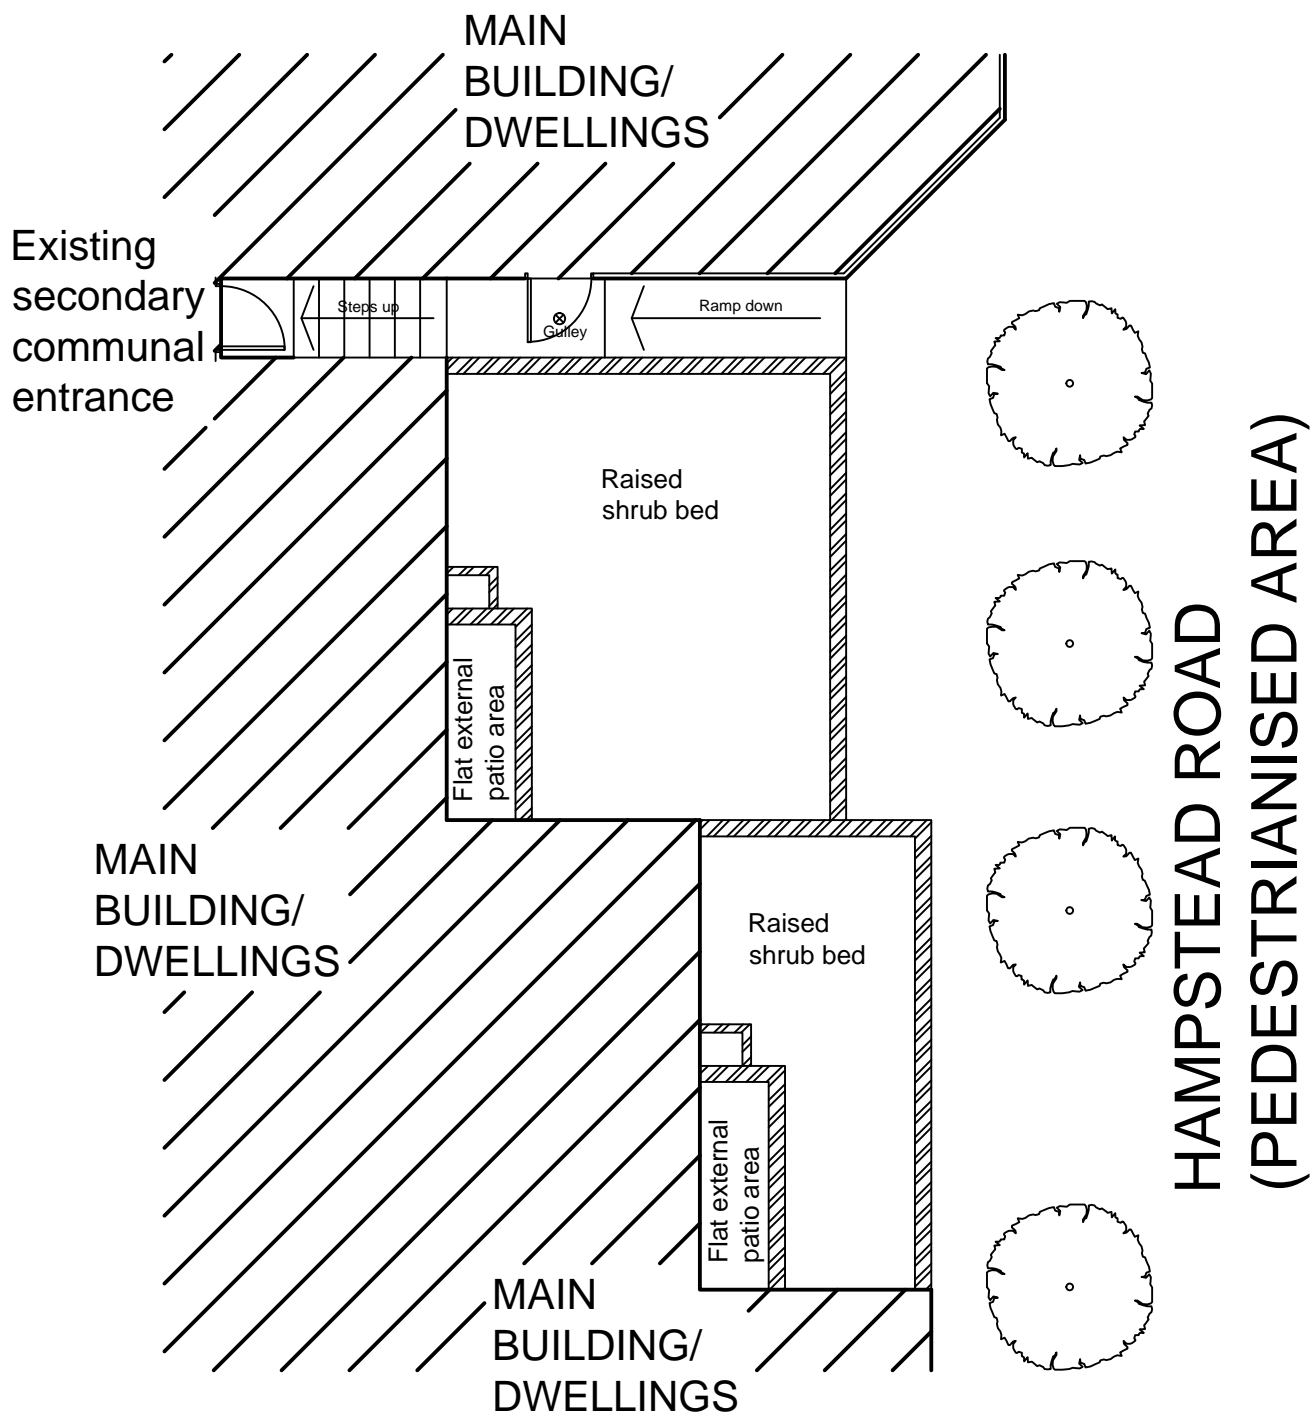 MAIN
BUILDING/
DWELLINGS
Existing
secondary
communal
entrance
Steps up
Gulley
Ramp down
Raised
shrub bed
Flat external
patio area
MAIN
BUILDING/
DWELLINGS
Raised
shrub bed
Flat external
patio area
MAIN
BUILDING/
DWELLINGS
HAMPSTEAD ROAD
(PEDESTRIANISED AREA)